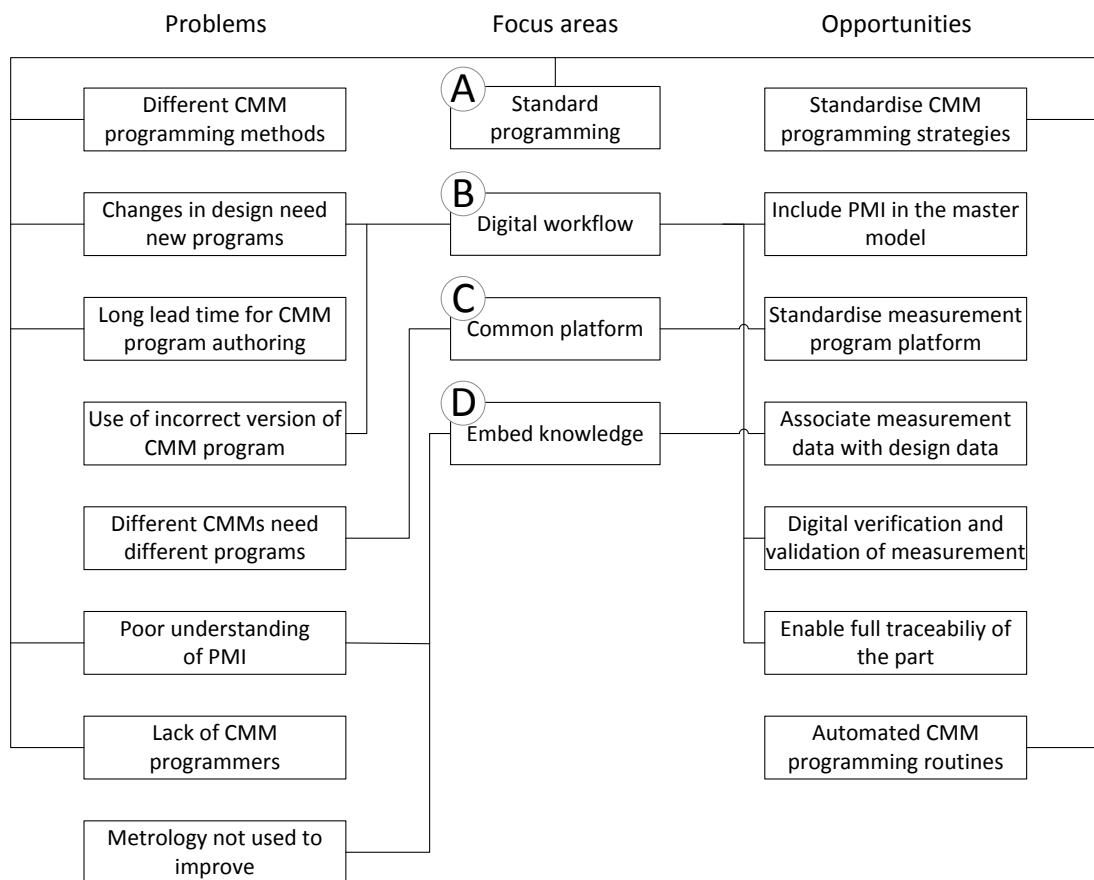 Problems
Focus areas
Opportunities
Different CMM
programming methods
A
Standard
programming
Standardise CMM
programming strategies
Changes in design need
new programs
B
Digital workflow
Include PMI in the master
model
Long lead time for CMM
program authoring
C
Common platform
Standardise measurement
program platform
Use of incorrect version of
CMM program
D
Embed knowledge
Associate measurement
data with design data
Different CMMs need
different programs
Digital verification and
validation of measurement
Poor understanding
of PMI
Enable full traceabiliy of
the part
Lack of CMM
programmers
Automated CMM
programming routines
Metrology not used to
improve